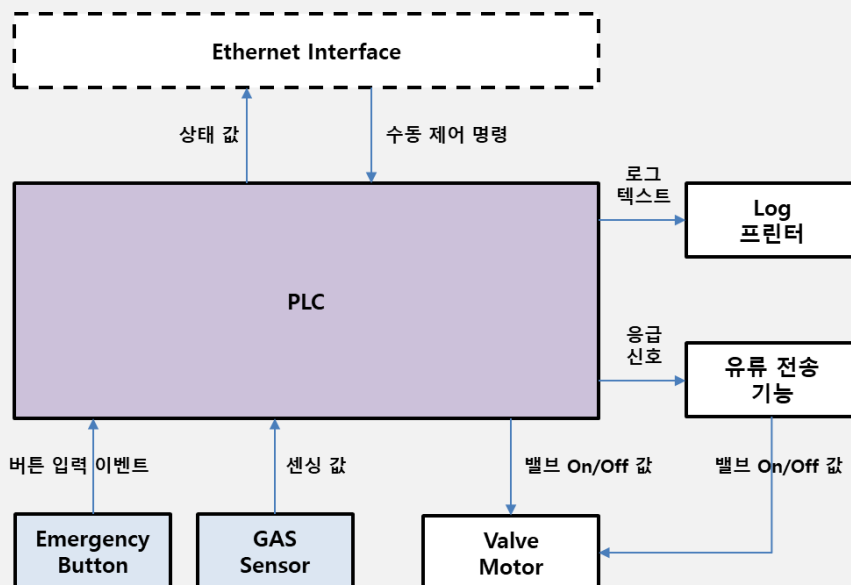 Ethernet Interface
상태 값
수동 제어 명령
로그
텍스트
Log
프린터
PLC
응급
신호
유류 전송
기능
버튼 입력 이벤트
센싱 값
밸브 On/Off 값
밸브 On/Off 값
Emergency
Button
GAS
Sensor
Valve
Motor